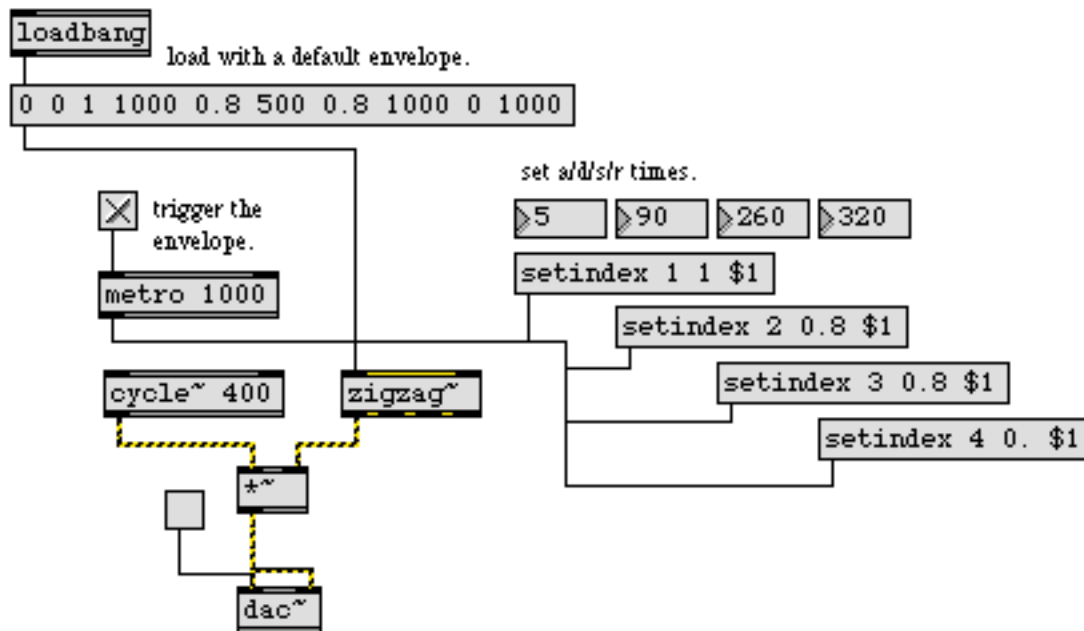 loadbang
load with a default envelope.
0 0 1 1000 0.8 500 0.8 1000 0 1000
set a/d/s/r times.
trigger the
envelope.
5
90
260
320
setindex 1 1 $1
metro 1000
setindex 2 0.8 $1
cycle~ 400
zigzag~
setindex 3 0.8 $1
setindex 4 0. $1
*~
dac~